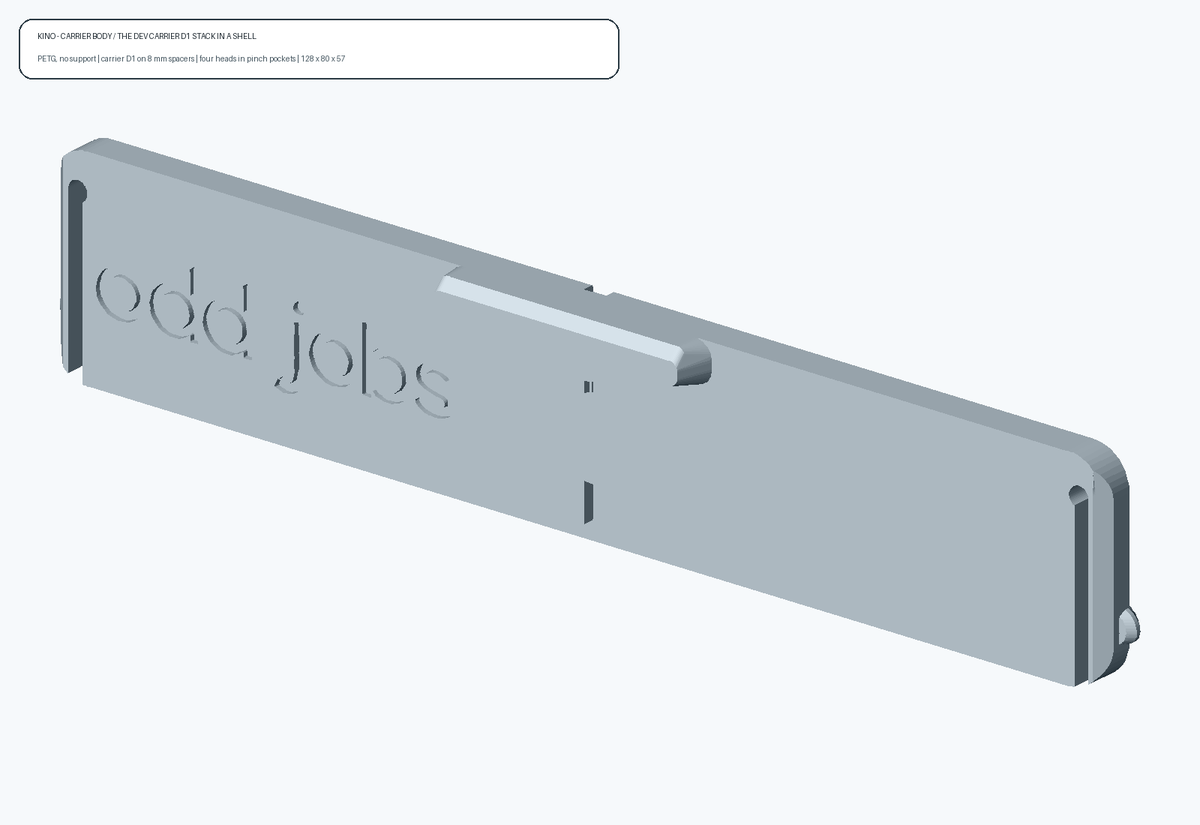 KINO - CARRIER BODY / THE DEV CARRIER D1 STACK IN A SHELL
PETG, no support | carrier D1 on 8 mm spacers | four heads in pinch pockets | 128 x 80 x 57
odd jobs